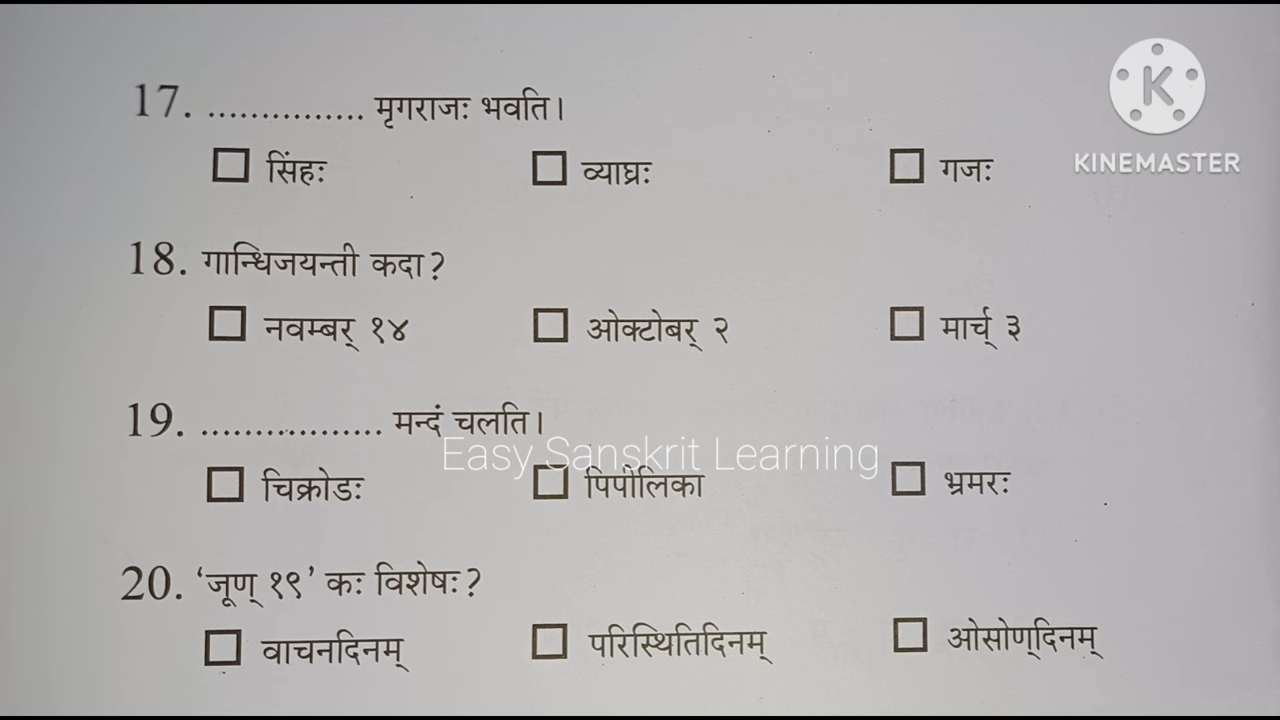 17. ............... मृगराजः भवति।
KINEMASTER
☐ सिंहः ☐ व्याघ्रः ☐ गजः
18. गान्धिजयन्ती कदा?
☐ नवम्बर् १४ ☐ ओक्टोबर् २ ☐ मार्च् ३
19. ................. मन्दं चलति।
Easy Sanskrit Learning
☐ चिक्रोडः ☐ पिपीलिका ☐ भ्रमरः
20. ‘जूण् १९’ कः विशेषः?
☐ वाचनदिनम् ☐ परिस्थितिदिनम् ☐ ओसोण्‌दिनम्